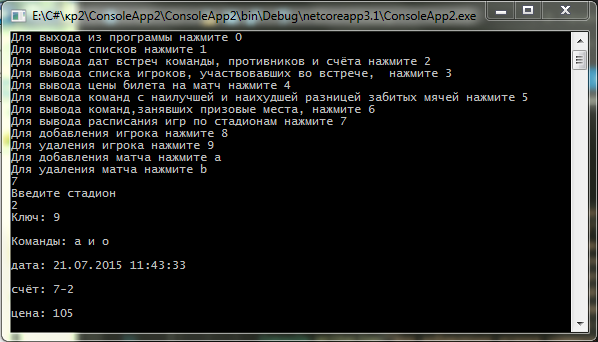 E:\C#\кр2\ConsoleApp2\ConsoleApp2\bin\Debug\netcoreapp3.1\ConsoleApp2.exe
Для выхода из программы нажмите 0
Для вывода списков нажмите 1
Для вывода дат встреч команды, противников и счёта нажмите 2
Для вывода списка игроков, участвовавших во встрече,  нажмите 3
Для вывода цены билета на матч нажмите 4
Для вывода команд с наилучшей и наихудшей разницей забитых мячей нажмите 5
Для вывода команд,занявших призовые места, нажмите 6
Для вывода расписания игр по стадионам нажмите 7
Для добавления игрока нажмите 8
Для удаления игрока нажмите 9
Для добавления матча нажмите a
Для удаления матча нажмите b
7
Введите стадион
2
Ключ: 9
Команды: а и о
дата: 21.07.2015 11:43:33
счёт: 7-2
цена: 105